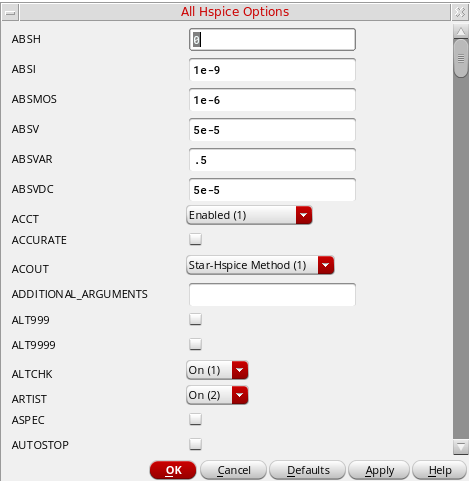 All Hspice Options
ABSH 0
ABSI 1e-9
ABSMOS 1e-6
ABSV 5e-5
ABSVAR .5
ABSVDC 5e-5
ACCT Enabled (1)
ACCURATE
ACOUT Star-Hspice Method (1)
ADDITIONAL_ARGUMENTS
ALT999
ALT9999
ALTCHK On (1)
ARTIST On (2)
ASPEC
AUTOSTOP
OK Cancel Defaults Apply Help